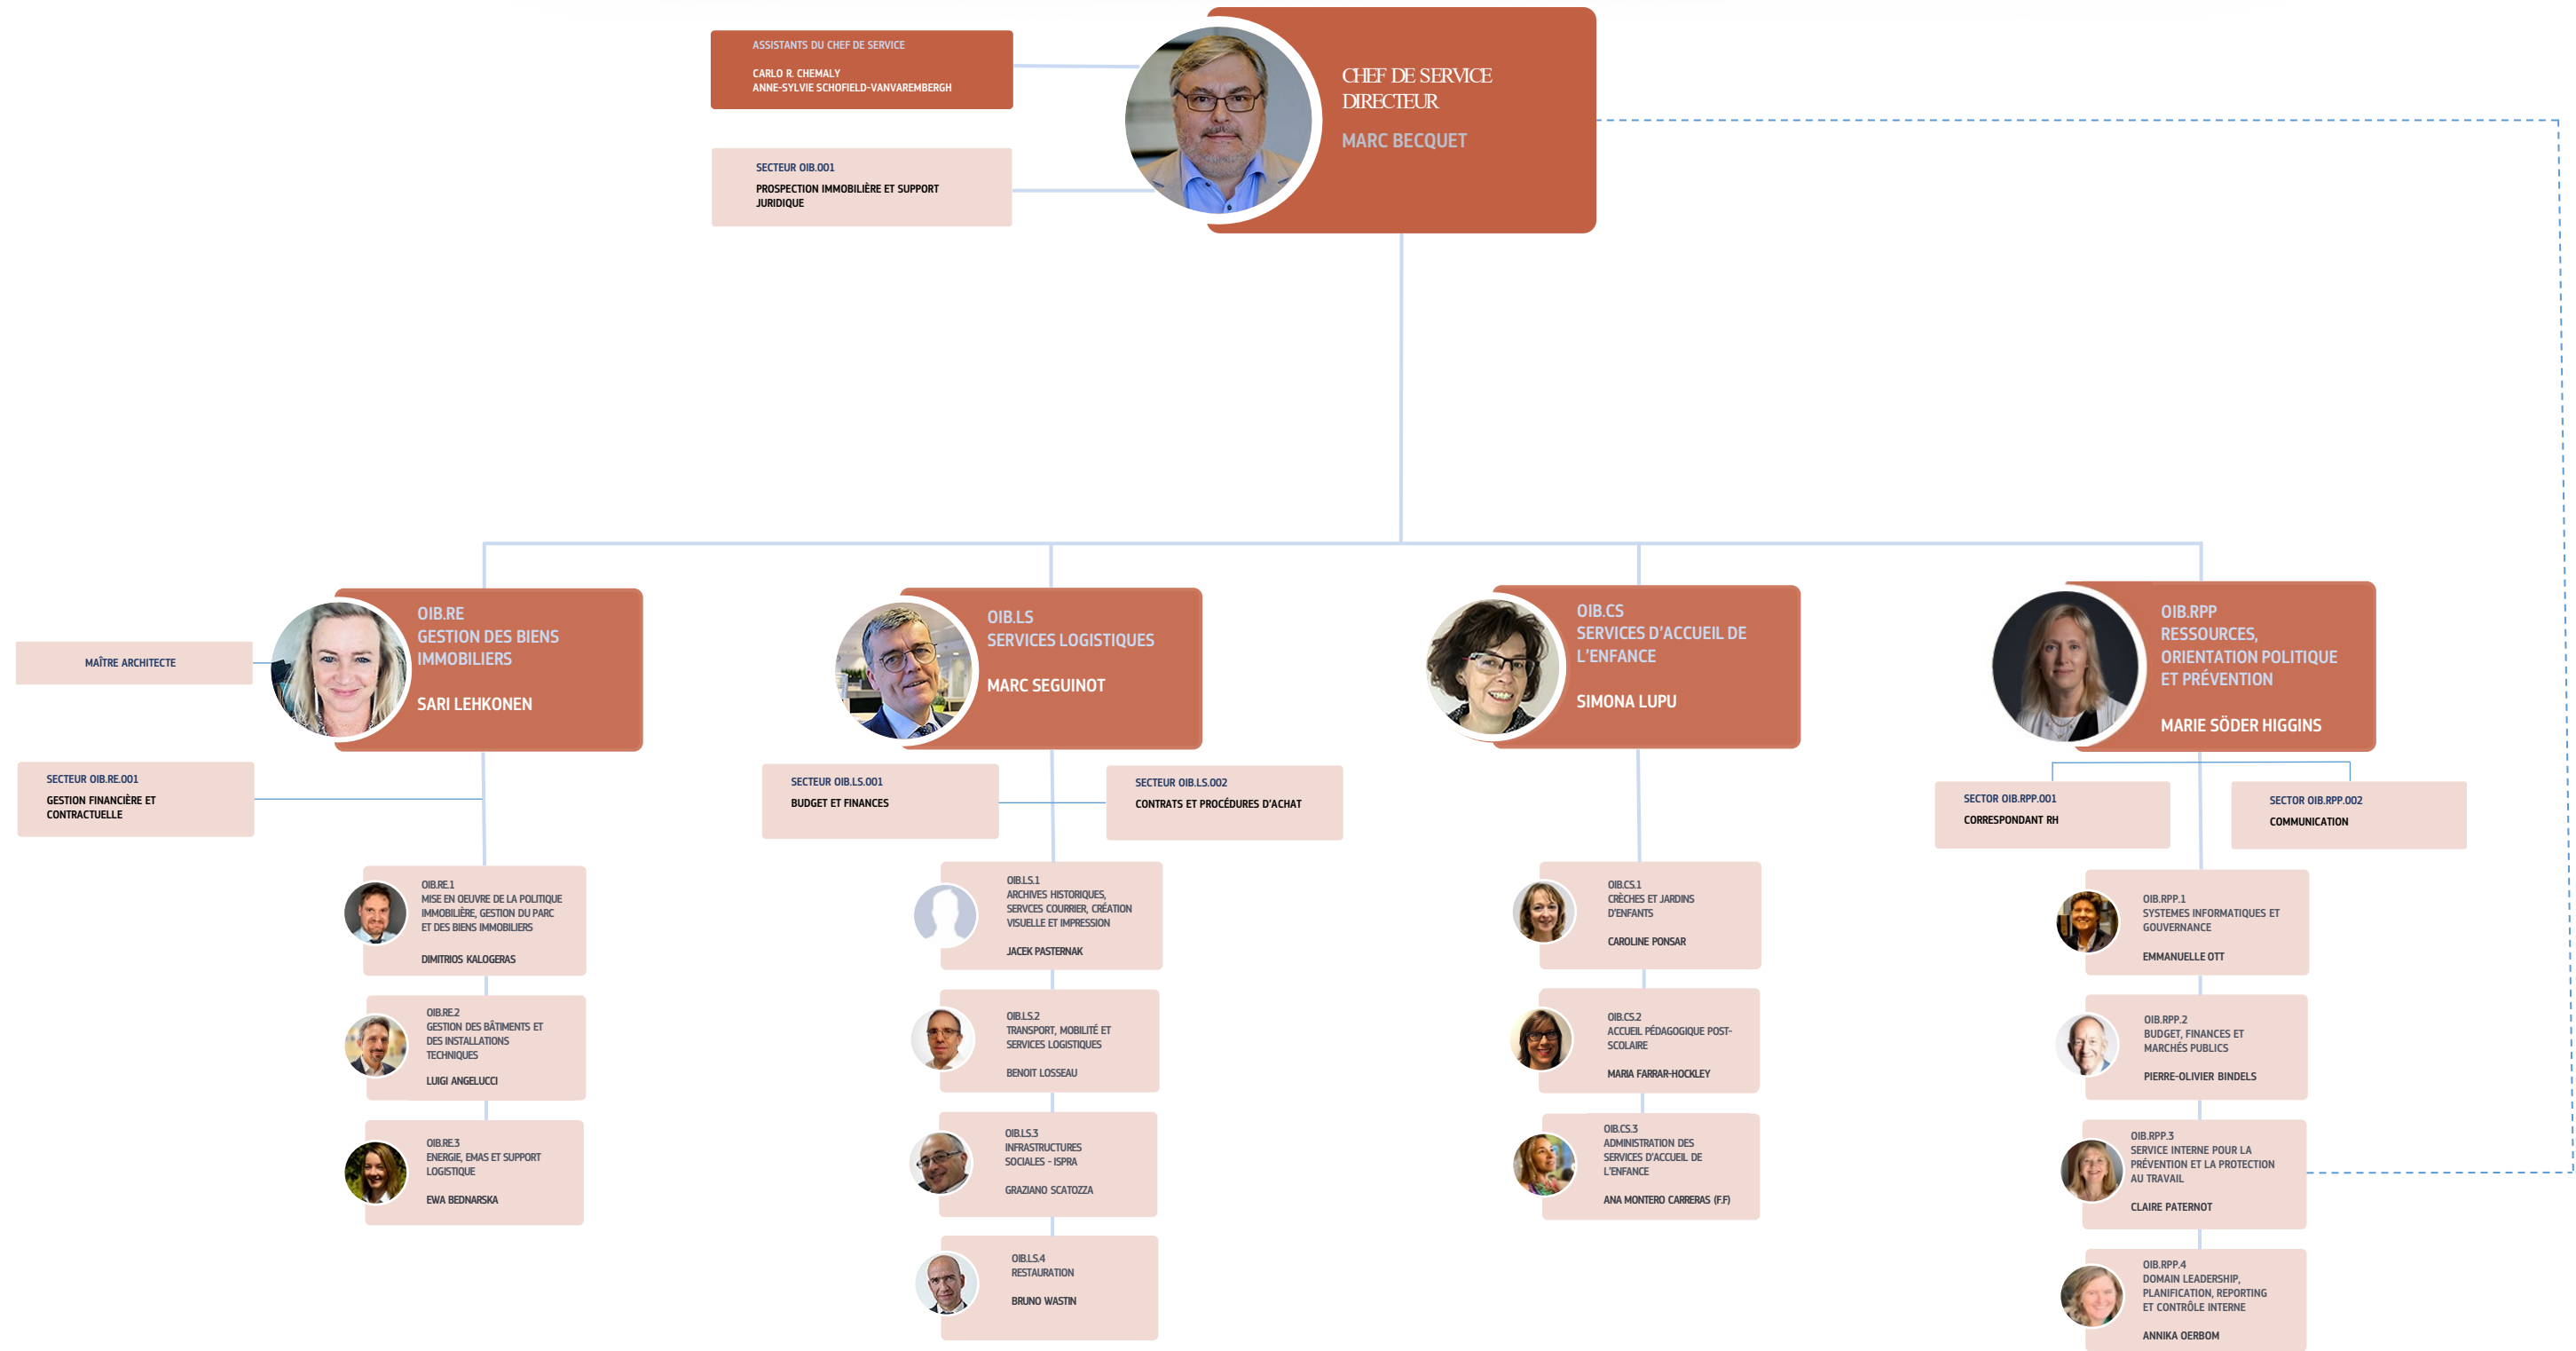 ASSISTANTS DU CHEF DE SERVICE
CARLO R. CHEMALY
ANNE-SYLVIE SCHOFIELD-VANVAREMBERGH
CHEF DE SERVICE
DIRECTEUR
MARC BECQUET
SECTEUR OIB.001
PROSPECTION IMMOBILIÈRE ET SUPPORT
JURIDIQUE
MAÎTRE ARCHITECTE
OIB.RE
GESTION DES BIENS
IMMOBILIERS
SARI LEHKONEN
SECTEUR OIB.RE.001
GESTION FINANCIÈRE ET
CONTRACTUELLE
OIB.RE.1
MISE EN OEUVRE DE LA POLITIQUE
IMMOBILIÈRE, GESTION DU PARC
ET DES BIENS IMMOBILIERS
DIMITRIOS KALOGERAS
OIB.RE.2
GESTION DES BÂTIMENTS ET
DES INSTALLATIONS
TECHNIQUES
LUIGI ANGELUCCI
OIB.RE.3
ENERGIE, EMAS ET SUPPORT
LOGISTIQUE
EWA BEDNARSKA
OIB.LS
SERVICES LOGISTIQUES
MARC SEGUINOT
SECTEUR OIB.LS.001
BUDGET ET FINANCES
SECTEUR OIB.LS.002
CONTRATS ET PROCÉDURES D'ACHAT
OIB.LS.1
ARCHIVES HISTORIQUES,
SERVCES COURRIER, CRÉATION
VISUELLE ET IMPRESSION
JACEK PASTERNAK
OIB.LS.2
TRANSPORT, MOBILITÉ ET
SERVICES LOGISTIQUES
BENOIT LOSSEAU
OIB.LS.3
INFRASTRUCTURES
SOCIALES - ISPRA
GRAZIANO SCATOZZA
OIB.LS.4
RESTAURATION
BRUNO WASTIN
OIB.CS
SERVICES D'ACCUEIL DE
L'ENFANCE
SIMONA LUPU
OIB.CS.1
CRÈCHES ET JARDINS
D'ENFANTS
CAROLINE PONSAR
OIB.CS.2
ACCUEIL PÉDAGOGIQUE POST-
SCOLAIRE
MARIA FARRAR-HOCKLEY
OIB.CS.3
ADMINISTRATION DES
SERVICES D'ACCUEIL DE
L'ENFANCE
ANA MONTERO CARRERAS (F.F)
OIB.RPP
RESSOURCES,
ORIENTATION POLITIQUE
ET PRÉVENTION
MARIE SÖDER HIGGINS
SECTOR OIB.RPP.001
CORRESPONDANT RH
SECTOR OIB.RPP.002
COMMUNICATION
OIB.RPP.1
SYSTEMES INFORMATIQUES ET
GOUVERNANCE
EMMANUELLE OTT
OIB.RPP.2
BUDGET, FINANCES ET
MARCHÉS PUBLICS
PIERRE-OLIVIER BINDELS
OIB.RPP.3
SERVICE INTERNE POUR LA
PRÉVENTION ET LA PROTECTION
AU TRAVAIL
CLAIRE PATERNOT
OIB.RPP.4
DOMAIN LEADERSHIP,
PLANIFICATION, REPORTING
ET CONTRÔLE INTERNE
ANNIKA OERBOM